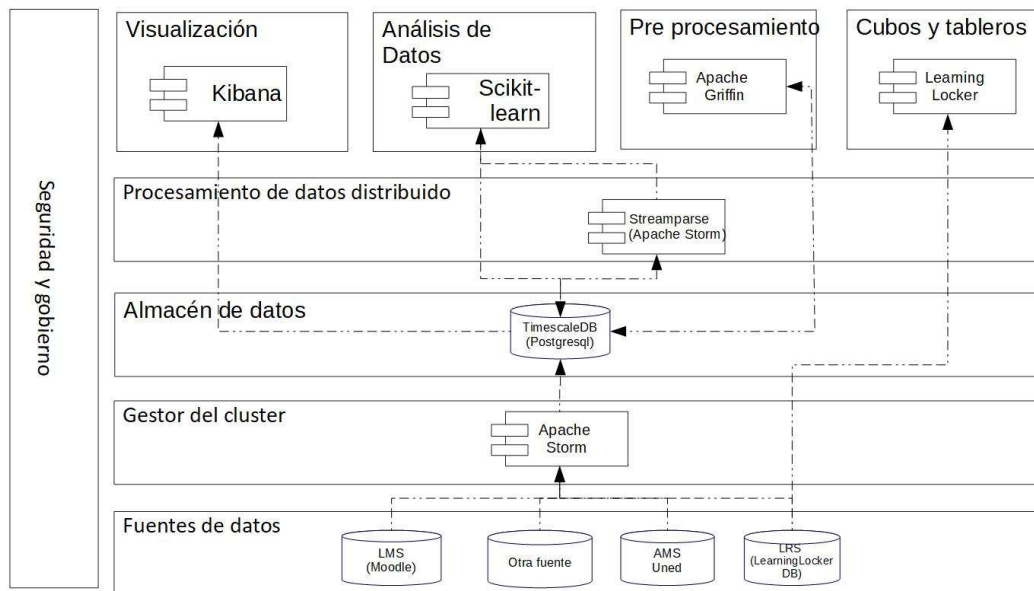 Visualización
Kibana
Análisis de
Datos
Scikit-
learn
Pre procesamiento
Apache
Griffin
Cubos y tableros
Learning
Locker
Seguridad y gobierno
Procesamiento de datos distribuido
Streamparse
(Apache Storm)
Almacén de datos
TimescaleDB
(Postgresql)
Gestor del cluster
Apache
Storm
Fuentes de datos
LMS
(Moodle)
Otra fuente
AMS
Uned
LRS
(LearningLocker
DB)